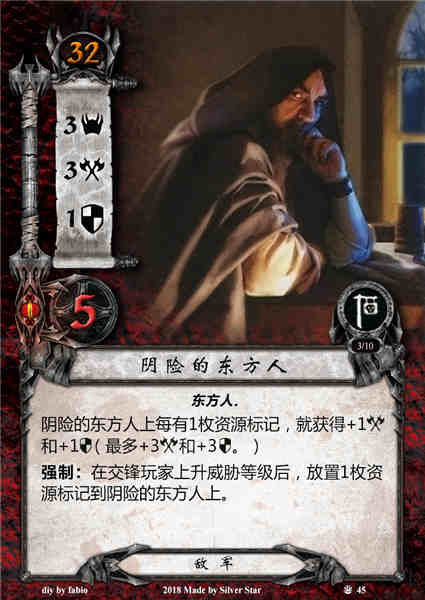 32
3
3
1
5
3/10
阴险的东方人
东方人.
阴险的东方人上每有1枚资源标记，就获得+1
和+1（最多+3和+3。）
强制：在交锋玩家上升威胁等级后，放置1枚资
源标记到阴险的东方人上。
敌军
diy by fabio 2018 Made by Silver Star 45